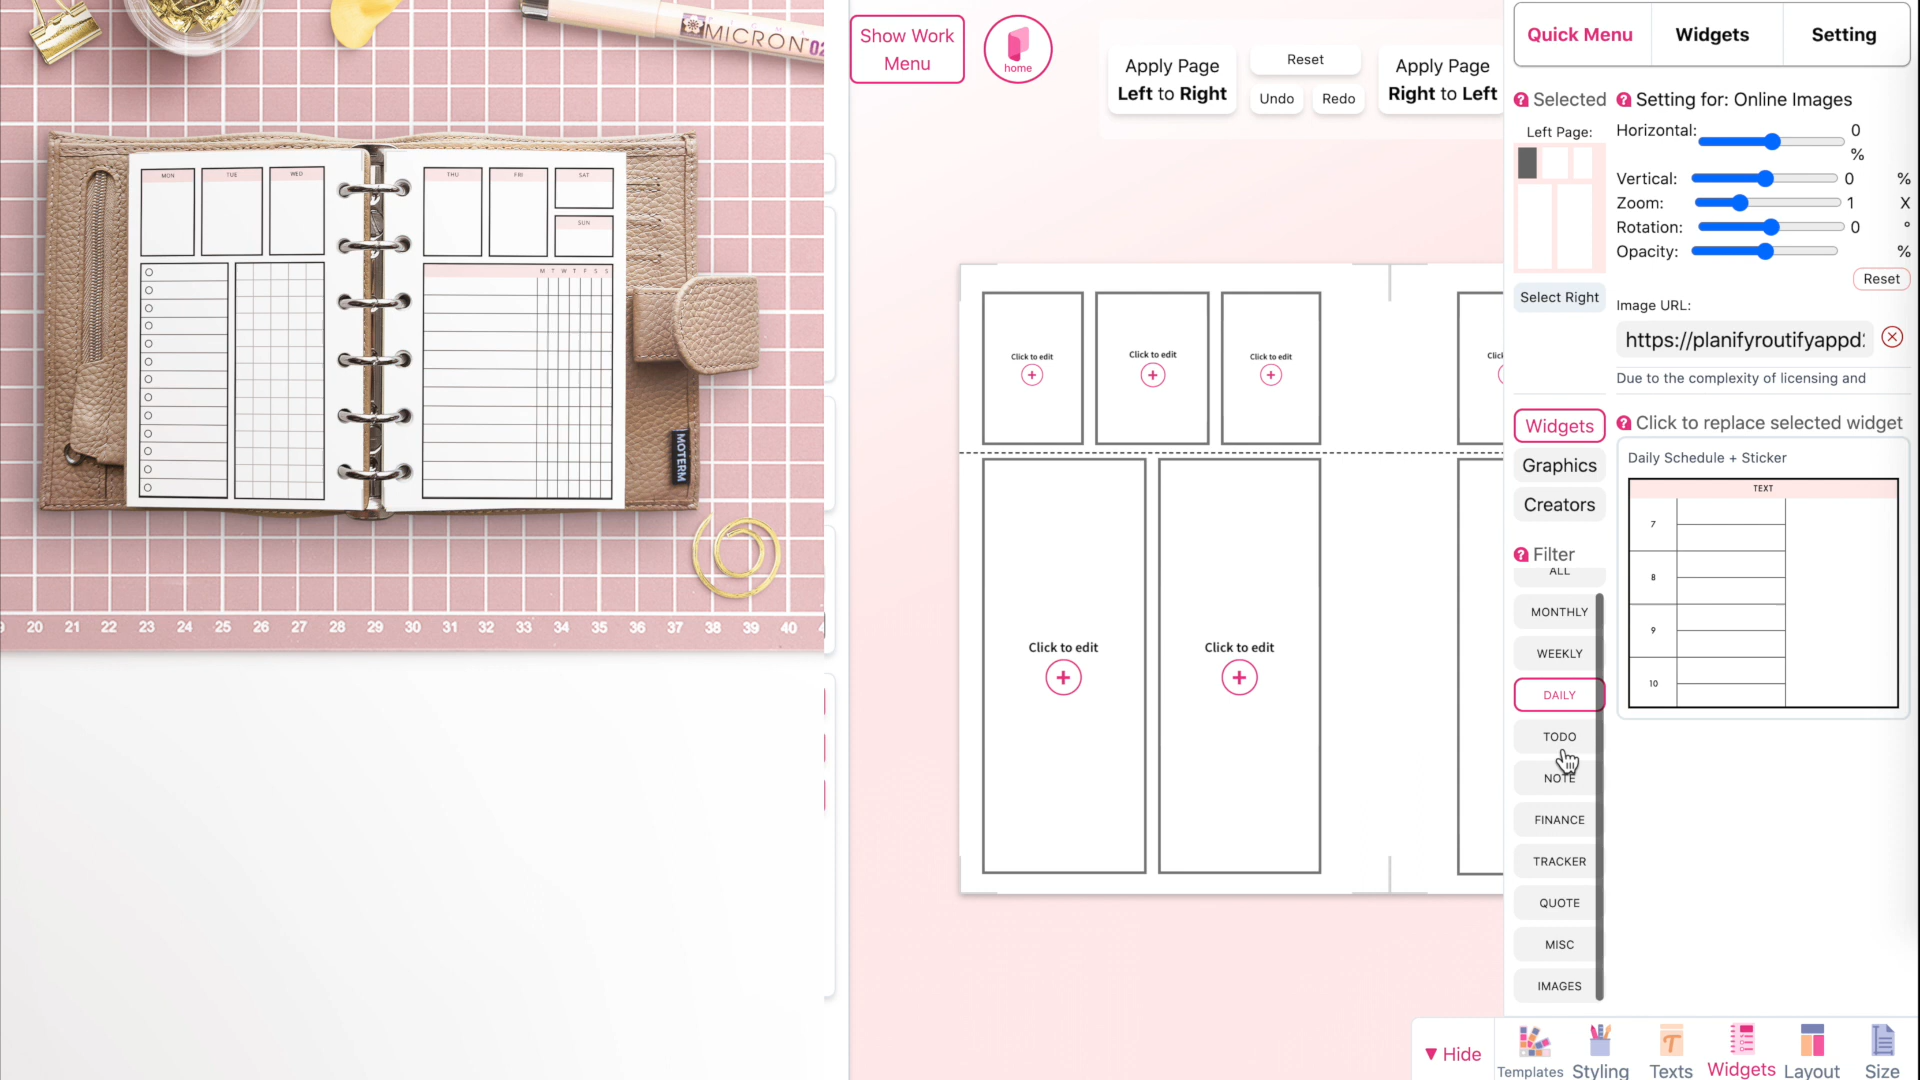 MICRON 02
MON
TUE
WED
THU
FRI
SAT
SUN
M T W T F S S
MOTERM
20 21 22 23 24 25 26 27 28 29 30 31 32 33 34 35 36 37 38 39 40
Show Work
Menu
home
Apply Page
Left to Right
Reset
Undo
Redo
Apply Page
Right to Left
Click to edit
Click to edit
Click to edit
Click to edit
Click to edit
Quick Menu
Widgets
Setting
Selected
Left Page:
Select Right
Setting for: Online Images
Horizontal:
0
%
Vertical:
0
%
Zoom:
1
X
Rotation:
0
°
Opacity:
%
Reset
Image URL:
https://planifyroutifyappd
Due to the complexity of licensing and
Widgets
Graphics
Creators
Click to replace selected widget
Daily Schedule + Sticker
TEXT
7
8
9
10
Filter
ALL
MONTHLY
WEEKLY
DAILY
TODO
NOTE
FINANCE
TRACKER
QUOTE
MISC
IMAGES
▼ Hide
Templates
Styling
Texts
Widgets
Layout
Size